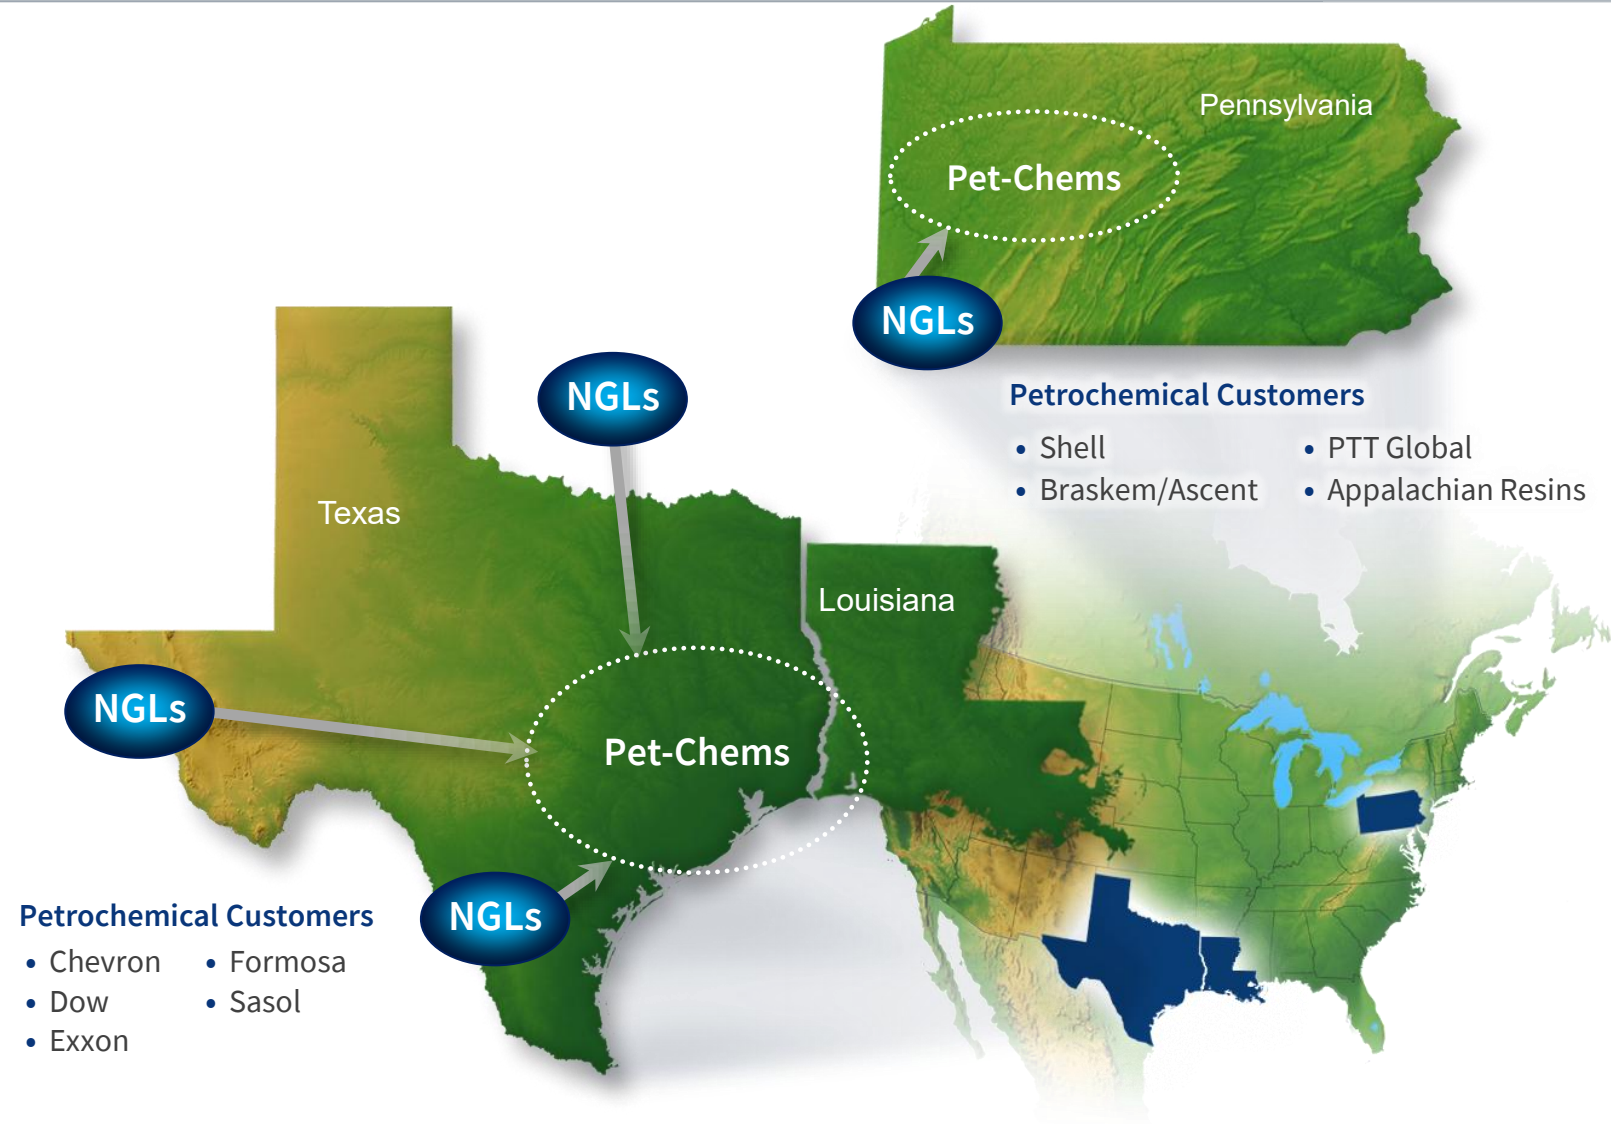 Pennsylvania
Pet-Chems
NGLs
Petrochemical Customers
• Shell
• Braskem/Ascent
• PTT Global
• Appalachian Resins
NGLs
Texas
Louisiana
NGLs
Pet-Chems
NGLs
Petrochemical Customers
• Chevron
• Dow
• Exxon
• Formosa
• Sasol